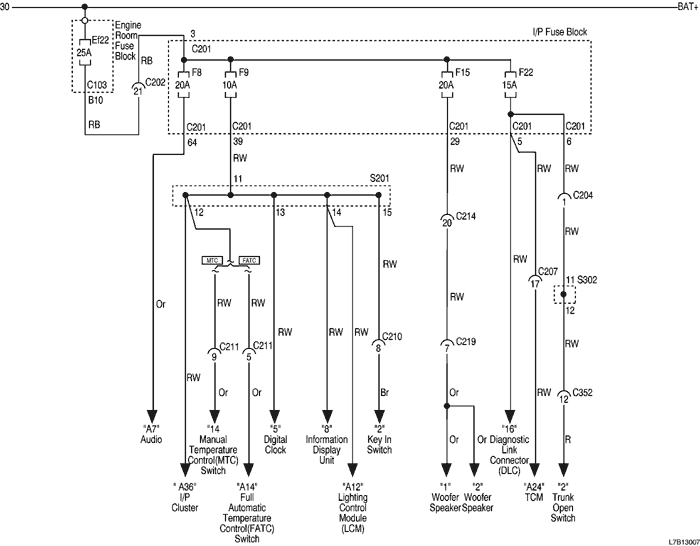 30
BAT+
Engine
Room
Fuse
Block
Ef22
25A
C103
B10
RB
RB
C202
21
3
C201
I/P Fuse Block
F8
20A
F9
10A
F15
20A
F22
15A
C201
64
C201
39
C201
29
C201
5
C201
6
RW
RW
RW
RW
11
S201
12
13
14
15
MTC
FATC
C214
20
C204
1
RW
RW
C207
17
11
S302
12
Or
RW
RW
RW
RW
RW
RW
RW
C210
8
C211
9
C211
5
C219
7
RW
RW
RW
C352
12
RW
Or
Or
Br
Or
Or
Or
R
"A7"
Audio
"14
Manual
Temperature
Control(MTC)
Switch
"5"
Digital
Clock
"8"
Information
Display
Unit
"2"
Key In
Switch
"16"
Diagnostic
Link
Connector
(DLC)
" A36"
I/P
Cluster
"A14"
Full
Automatic
Temperature
Control(FATC)
Switch
"A12"
Lighting
Control
Module
(LCM)
"1"
Woofer
Speaker
"2"
Woofer
Speaker
"A24"
TCM
"2"
Trunk
Open
Switch
L7B13007